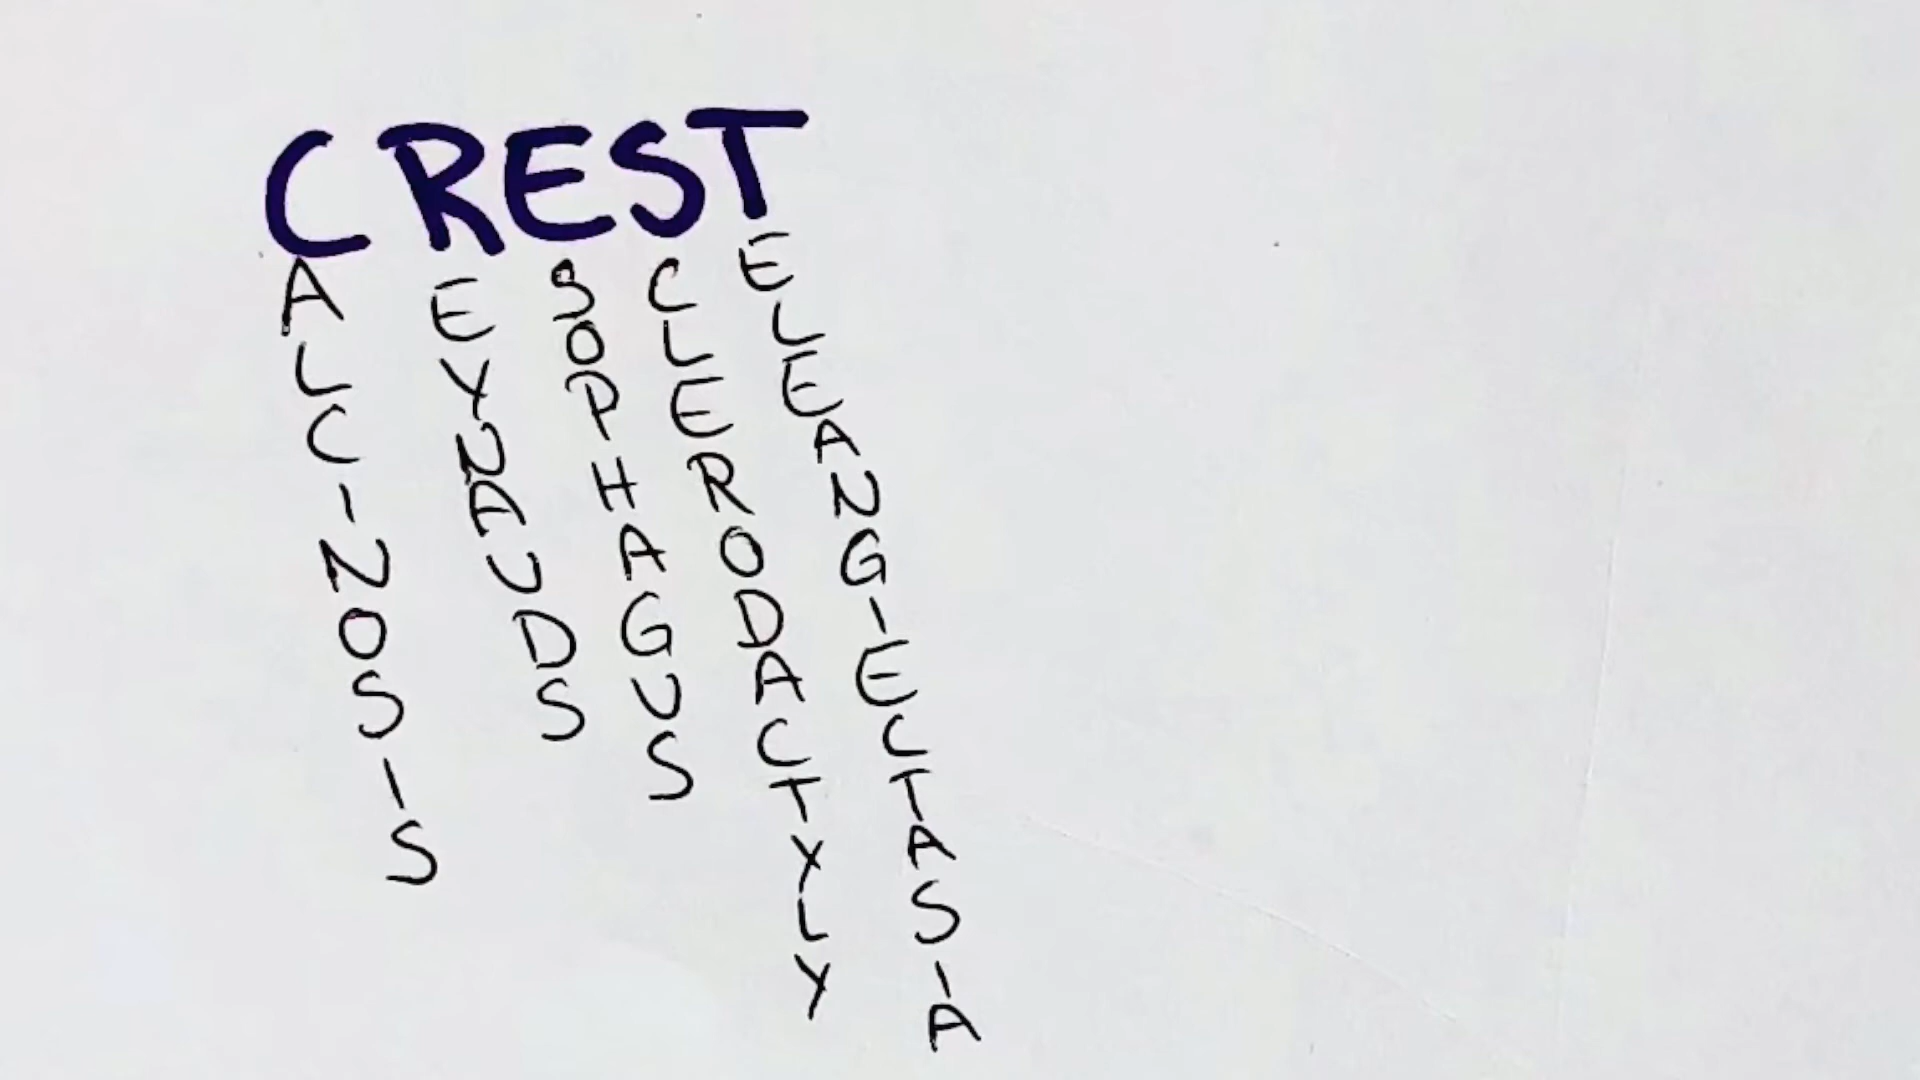 CREST
ALCINOSIS
EYNAUDS
SOPHAGUS
CLERODACTYLY
ELEANGIECTASIA